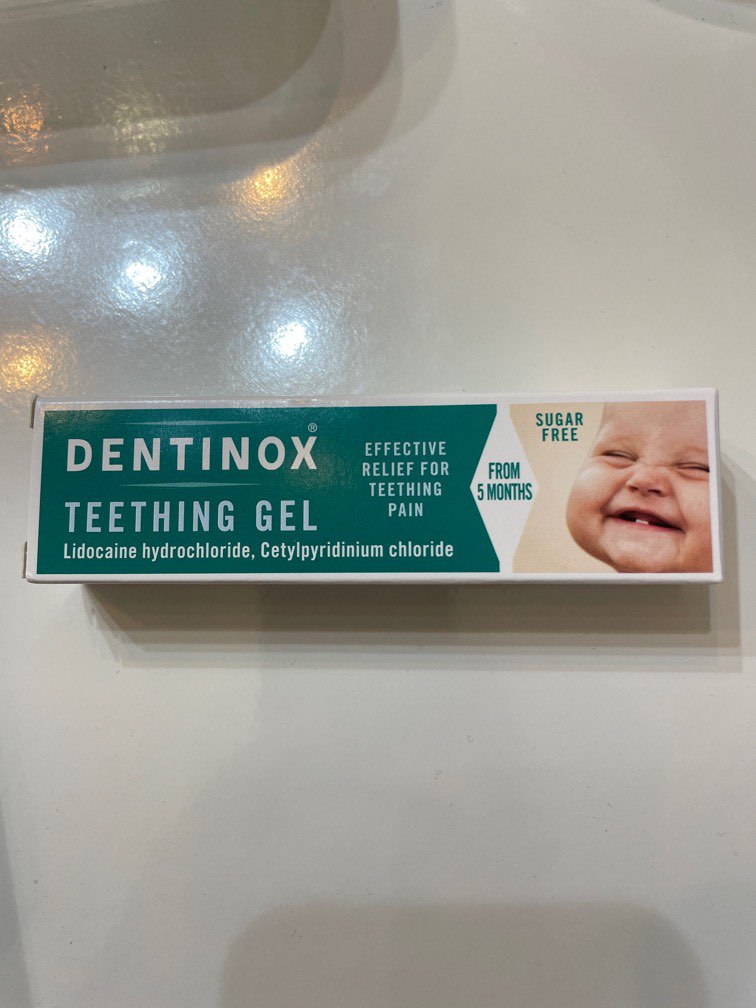 DENTINOX®
TEETHING GEL
Lidocaine hydrochloride, Cetylpyridinium chloride
EFFECTIVE
RELIEF FOR
TEETHING
PAIN
FROM
5 MONTHS
SUGAR
FREE